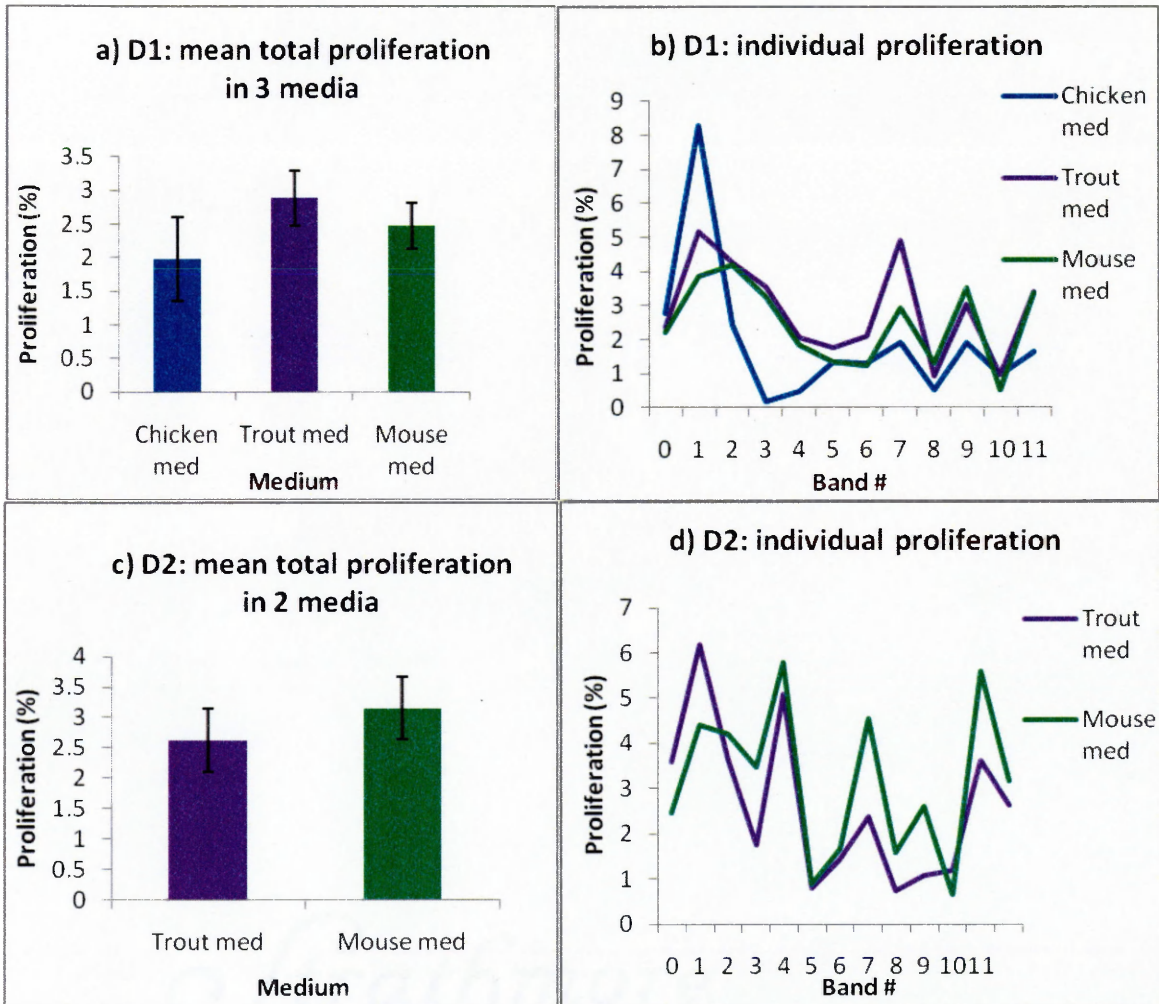 a) D1: mean total proliferation
in 3 media
3.5
3
2.5
2
1.5
1
0.5
0
Proliferation (%)
Chicken
med
Trout med
Mouse
med
Medium
b) D1: individual proliferation
9
8
7
6
5
4
3
2
1
0
Proliferation (%)
0 1 2 3 4 5 6 7 8 9 10 11
Band #
Chicken
med
Trout
med
Mouse
med
c) D2: mean total proliferation
in 2 media
4
3.5
3
2.5
2
1.5
1
0.5
0
Proliferation (%)
Trout med
Mouse med
Medium
d) D2: individual proliferation
7
6
5
4
3
2
1
0
Proliferation (%)
0 1 2 3 4 5 6 7 8 9 10 11
Band #
Trout
med
Mouse
med